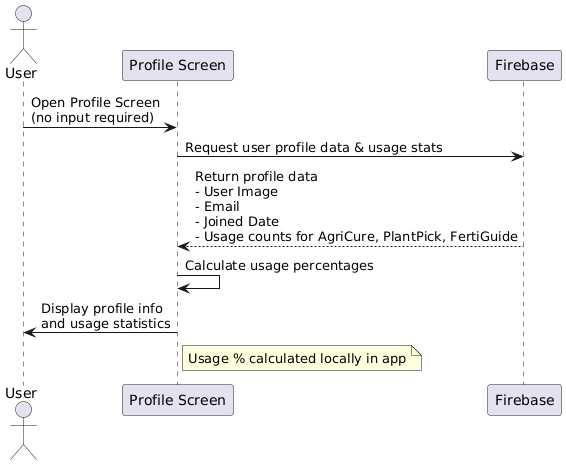 User
Profile Screen
Firebase
Open Profile Screen
(no input required)
Request user profile data & usage stats
Return profile data
- User Image
- Email
- Joined Date
- Usage counts for AgriCure, PlantPick, FertiGuide
Calculate usage percentages
Display profile info
and usage statistics
Usage % calculated locally in app
User
Profile Screen
Firebase